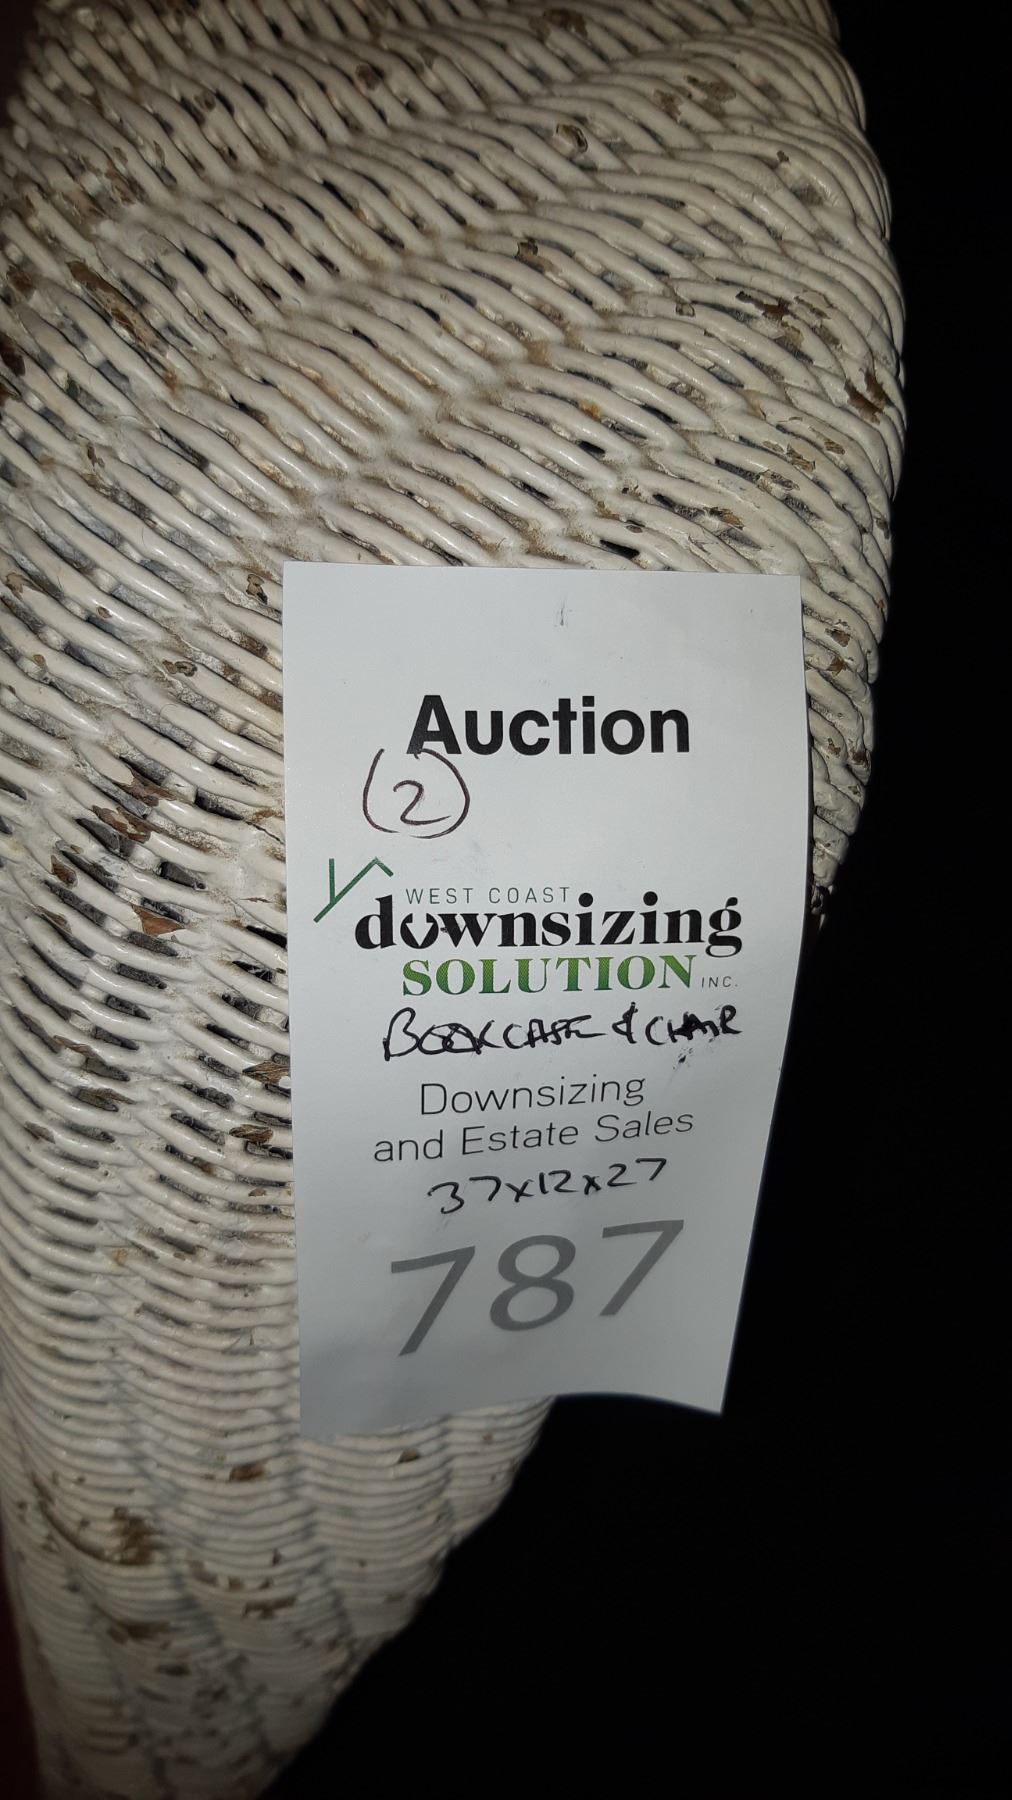 Auction
2
WEST COAST
downsizing
SOLUTION INC.
BOOKCASE & CHAIR
Downsizing
and Estate Sales
37x12x27
787